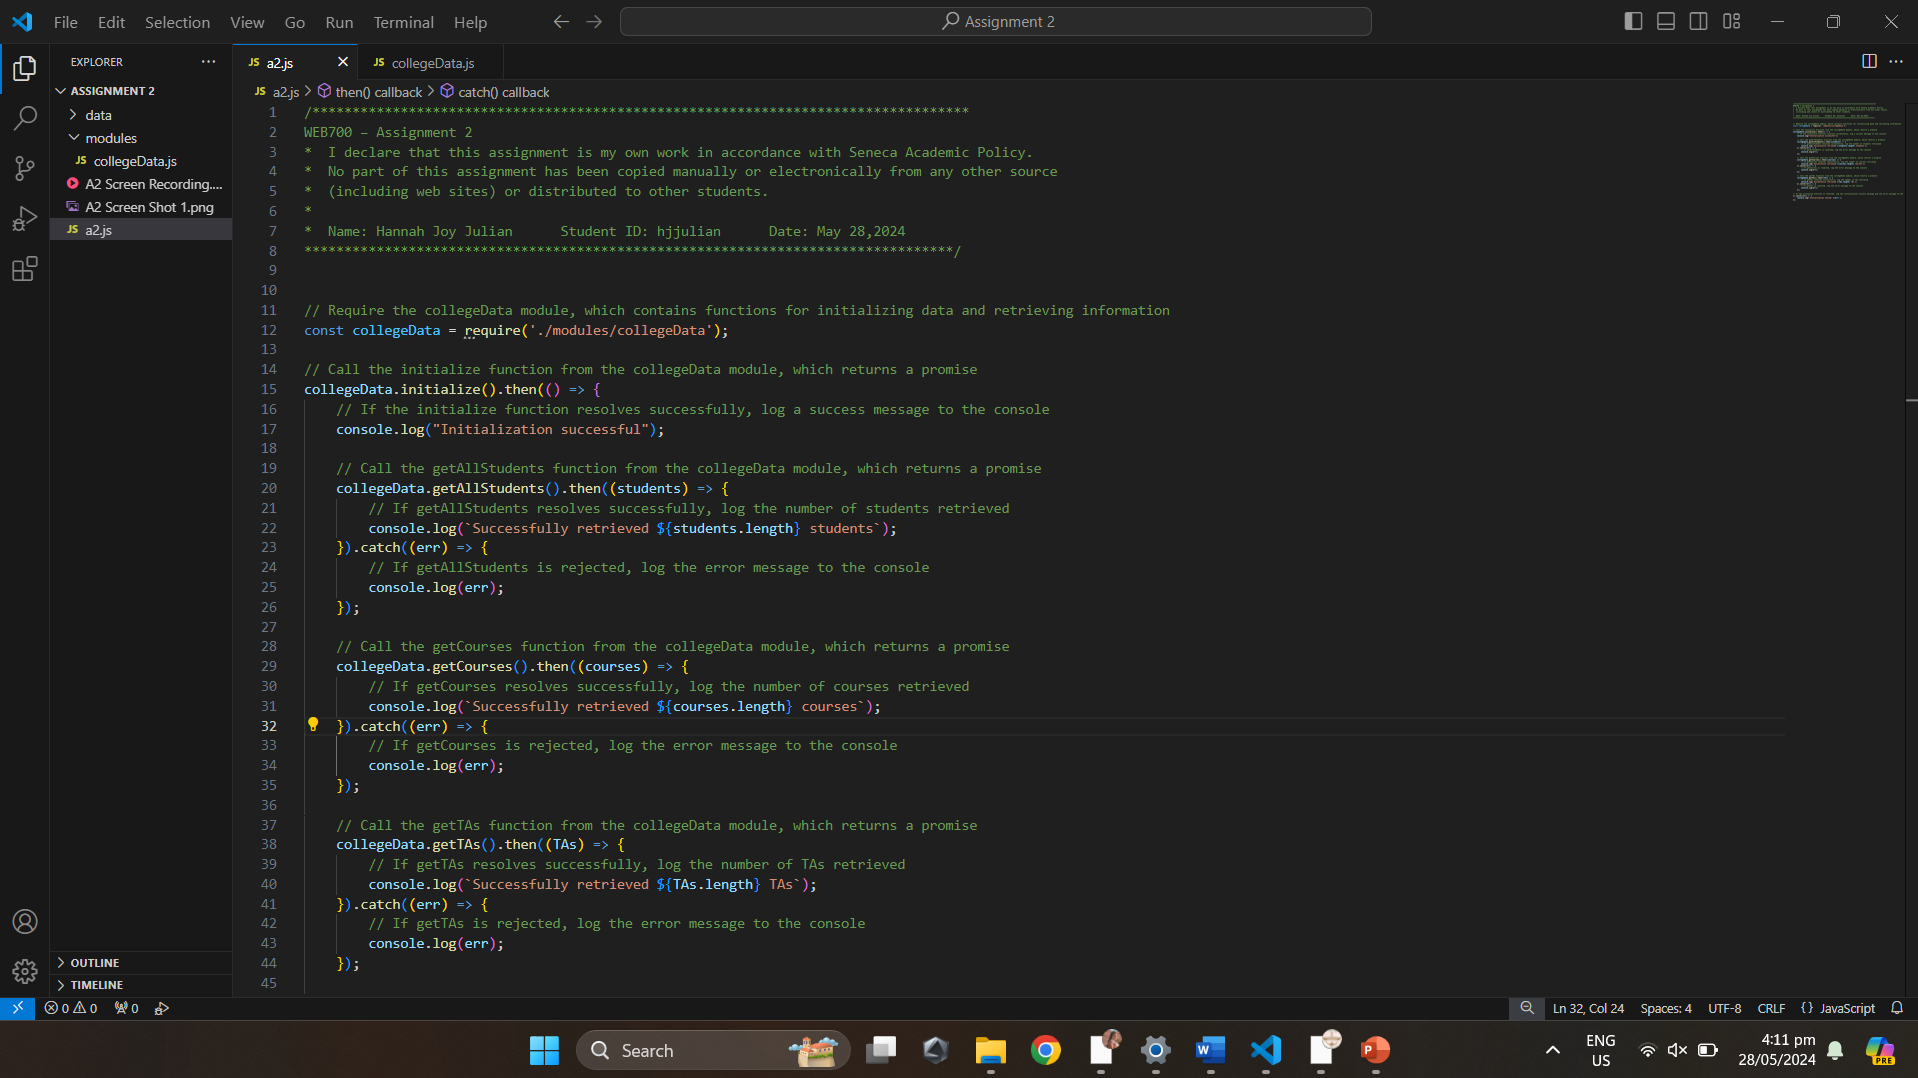 File Edit Selection View Go Run Terminal Help
Assignment 2
EXPLORER
ASSIGNMENT 2
data
modules
JS collegeData.js
A2 Screen Recording....
A2 Screen Shot 1.png
JS a2.js
OUTLINE
TIMELINE
JS a2.js
JS collegeData.js
JS a2.js > then() callback > catch() callback
1 /**********************************************************************************
2 WEB700 – Assignment 2
3 *  I declare that this assignment is my own work in accordance with Seneca Academic Policy.
4 *  No part of this assignment has been copied manually or electronically from any other source
5 *  (including web sites) or distributed to other students.
6 *
7 *  Name: Hannah Joy Julian      Student ID: hjjulian      Date: May 28,2024
8 *********************************************************************************/
9
10
11 // Require the collegeData module, which contains functions for initializing data and retrieving information
12 const collegeData = require('./modules/collegeData');
13
14 // Call the initialize function from the collegeData module, which returns a promise
15 collegeData.initialize().then(() => {
16     // If the initialize function resolves successfully, log a success message to the console
17     console.log("Initialization successful");
18
19     // Call the getAllStudents function from the collegeData module, which returns a promise
20     collegeData.getAllStudents().then((students) => {
21         // If getAllStudents resolves successfully, log the number of students retrieved
22         console.log(`Successfully retrieved ${students.length} students`);
23     }).catch((err) => {
24         // If getAllStudents is rejected, log the error message to the console
25         console.log(err);
26     });
27
28     // Call the getCourses function from the collegeData module, which returns a promise
29     collegeData.getCourses().then((courses) => {
30         // If getCourses resolves successfully, log the number of courses retrieved
31         console.log(`Successfully retrieved ${courses.length} courses`);
32     }).catch((err) => {
33         // If getCourses is rejected, log the error message to the console
34         console.log(err);
35     });
36
37     // Call the getTAs function from the collegeData module, which returns a promise
38     collegeData.getTAs().then((TAs) => {
39         // If getTAs resolves successfully, log the number of TAs retrieved
40         console.log(`Successfully retrieved ${TAs.length} TAs`);
41     }).catch((err) => {
42         // If getTAs is rejected, log the error message to the console
43         console.log(err);
44     });
45
0 0 0 Ln 32, Col 24 Spaces: 4 UTF-8 CRLF {} JavaScript
Search
W
P
ENG
US
4:11 pm
28/05/2024
PRE